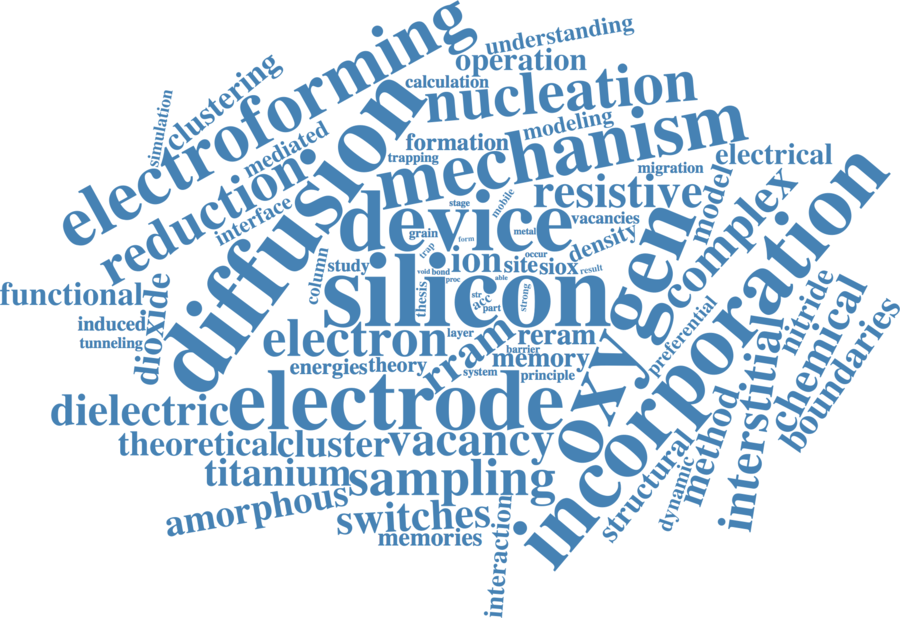 understanding
operation
electroforming
calculation
clustering
nucleation
simulation
diffusion
mediated
modeling
formation
mechanism
trapping
electrical
migration
reduction
resistive
model
complex
interface
mobile
stage
device
vacancies
grain
form
metal
density
oxygen
incorporation
trap
ion
site
siox
occur
result
column
study
void
bond
proc
able
functional
dioxide
silicon
thesis
str
acc
part
strong
nitride
induced
tunneling
electron
layer
rram
reram
barrier
memory
preferential
interstitial
chemical
boundaries
energies
theory
system
principle
dielectric
electrode
method
theoretical
cluster
vacancy
structural
dynamic
titanium
sampling
amorphous
switches
memories
interaction